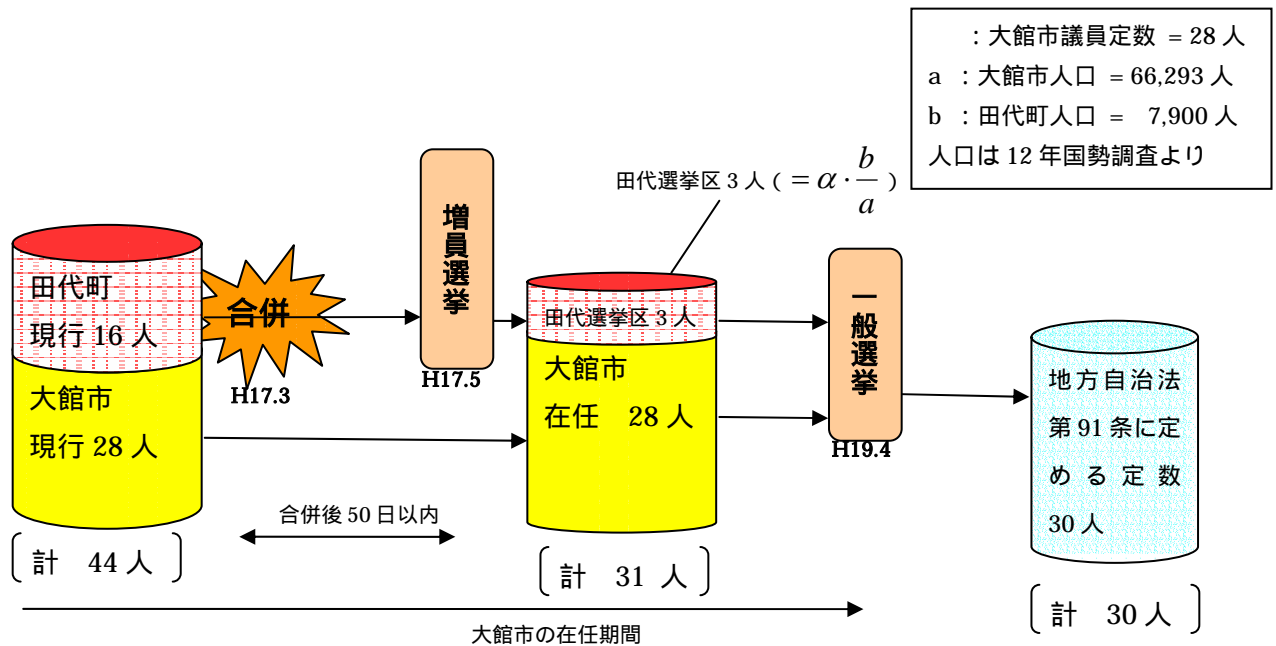 ：大館市議員定数 ＝28 人
a ：大館市人口 ＝66,293 人
b ：田代町人口 ＝ 7,900 人
人口は 12 年国勢調査より
田代選挙区 3 人（ ＝α・b/a ）
増員選挙
H17.5
一般選挙
H19.4
田代町
現行 16 人
大館市
現行 28 人
合併
H17.3
田代選挙区 3 人
大館市
在任 28 人
地方自治法
第 91 条に定
める定数
30 人
合併後 50 日以内
計 44 人
計 31 人
計 30 人
大館市の在任期間